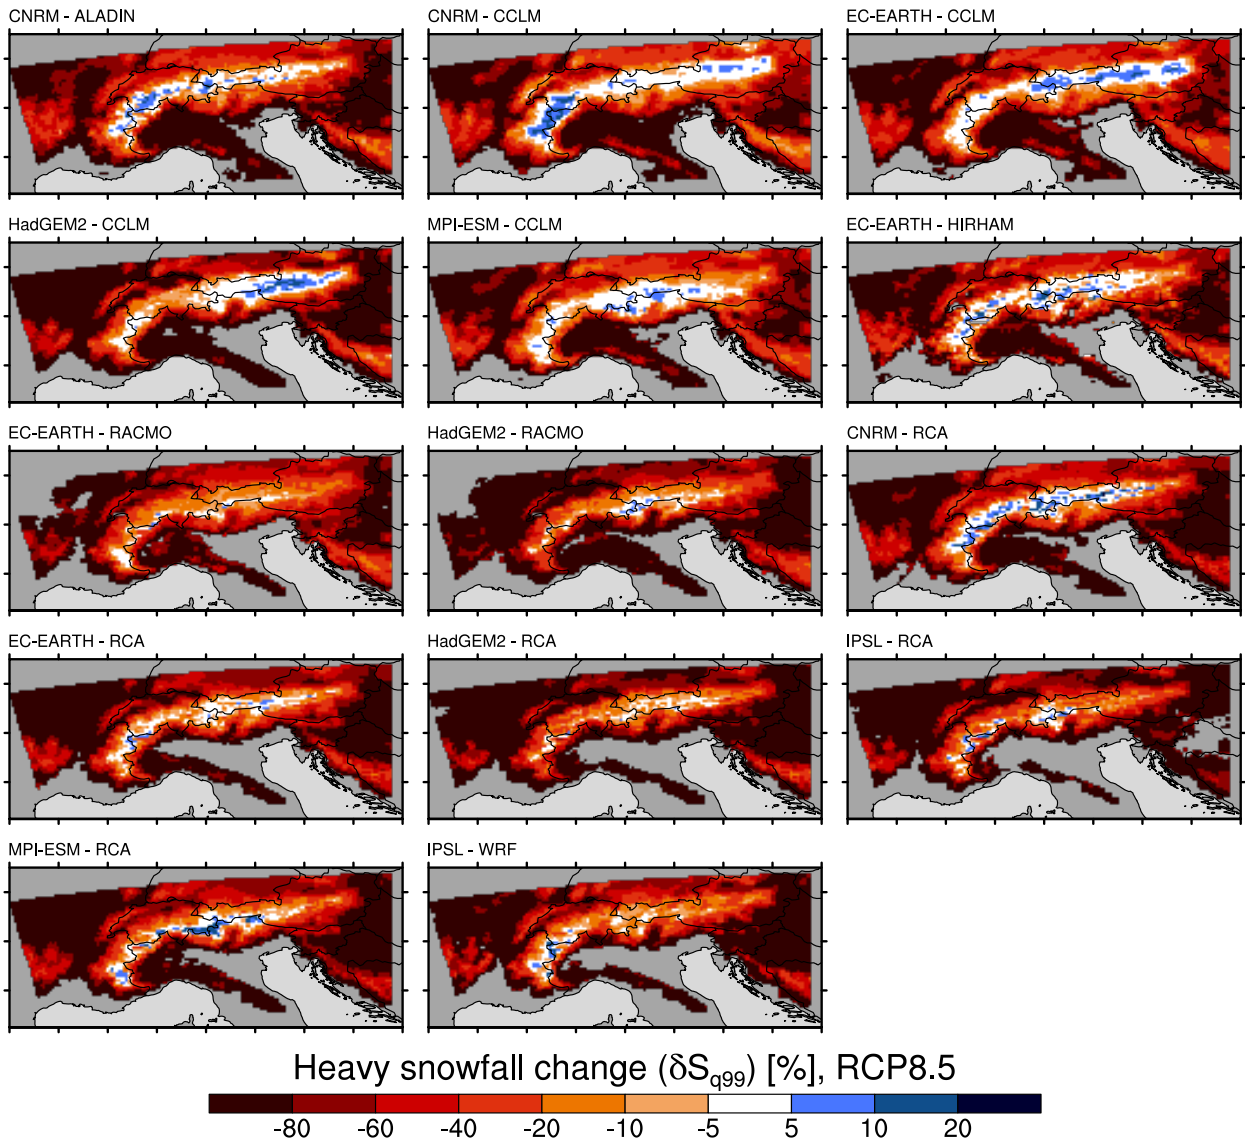 CNRM - ALADIN
CNRM - CCLM
EC-EARTH - CCLM
HadGEM2 - CCLM
MPI-ESM - CCLM
EC-EARTH - HIRHAM
EC-EARTH - RACMO
HadGEM2 - RACMO
CNRM - RCA
EC-EARTH - RCA
HadGEM2 - RCA
IPSL - RCA
MPI-ESM - RCA
IPSL - WRF
Heavy snowfall change (δS_q99) [%], RCP8.5
-80 -60 -40 -20 -10 -5 5 10 20